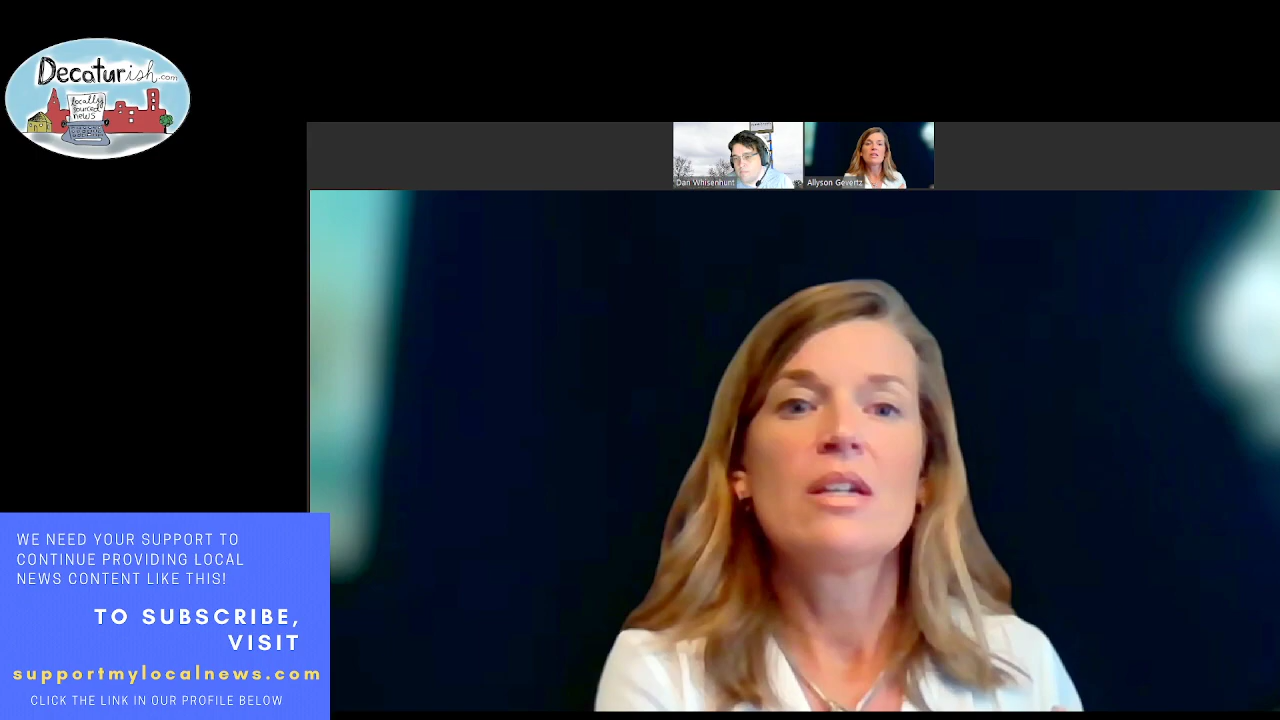 Decaturish.com
locally
sourced
news
Dan Whisenhunt
Allyson Gevertz
WE NEED YOUR SUPPORT TO
CONTINUE PROVIDING LOCAL
NEWS CONTENT LIKE THIS!
TO SUBSCRIBE,
VISIT
supportmylocalnews.com
CLICK THE LINK IN OUR PROFILE BELOW